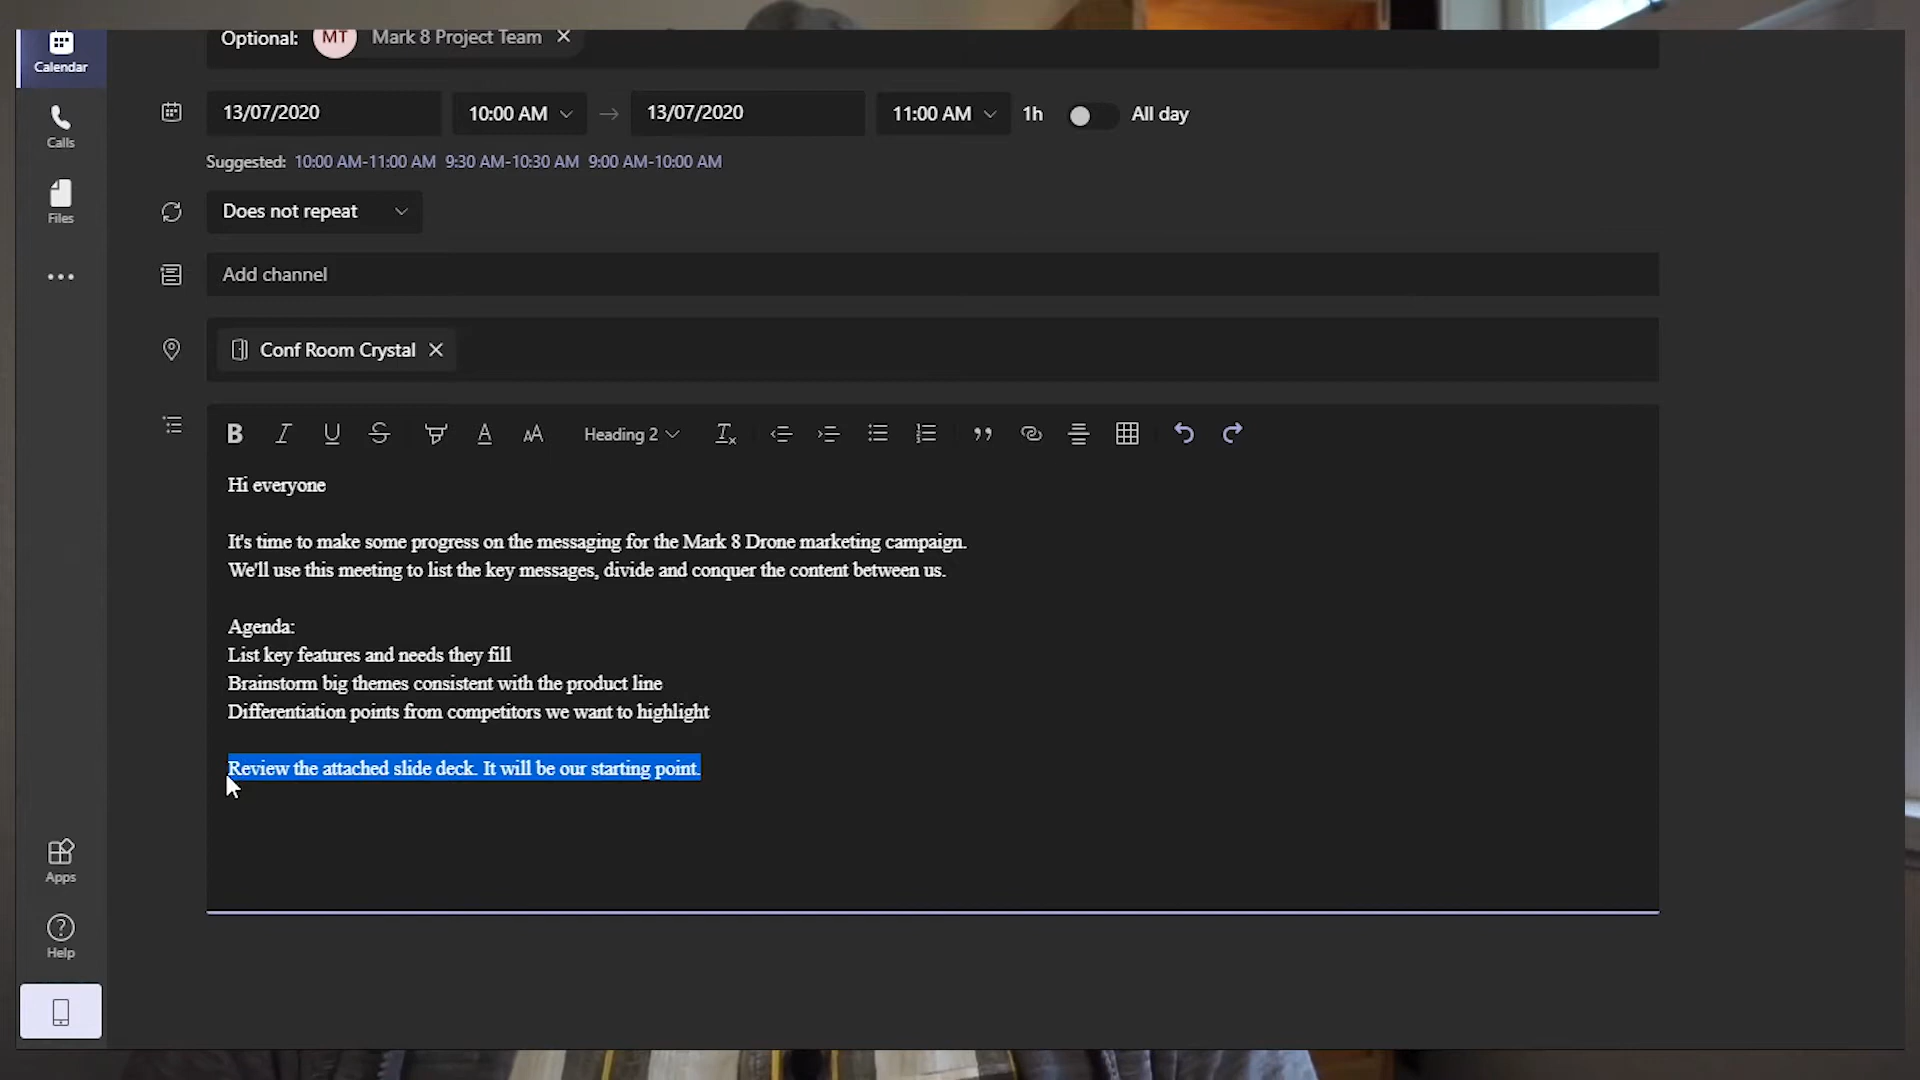 Optional: MT Mark 8 Project Team
Calendar
13/07/2020 10:00 AM 13/07/2020 11:00 AM 1h All day
Calls
Suggested: 10:00 AM-11:00 AM 9:30 AM-10:30 AM 9:00 AM-10:00 AM
Files
Does not repeat
Add channel
Conf Room Crystal
Heading 2
Hi everyone
It's time to make some progress on the messaging for the Mark 8 Drone marketing campaign.
We'll use this meeting to list the key messages, divide and conquer the content between us.
Agenda:
List key features and needs they fill
Brainstorm big themes consistent with the product line
Differentiation points from competitors we want to highlight
Review the attached slide deck. It will be our starting point.
Apps
Help